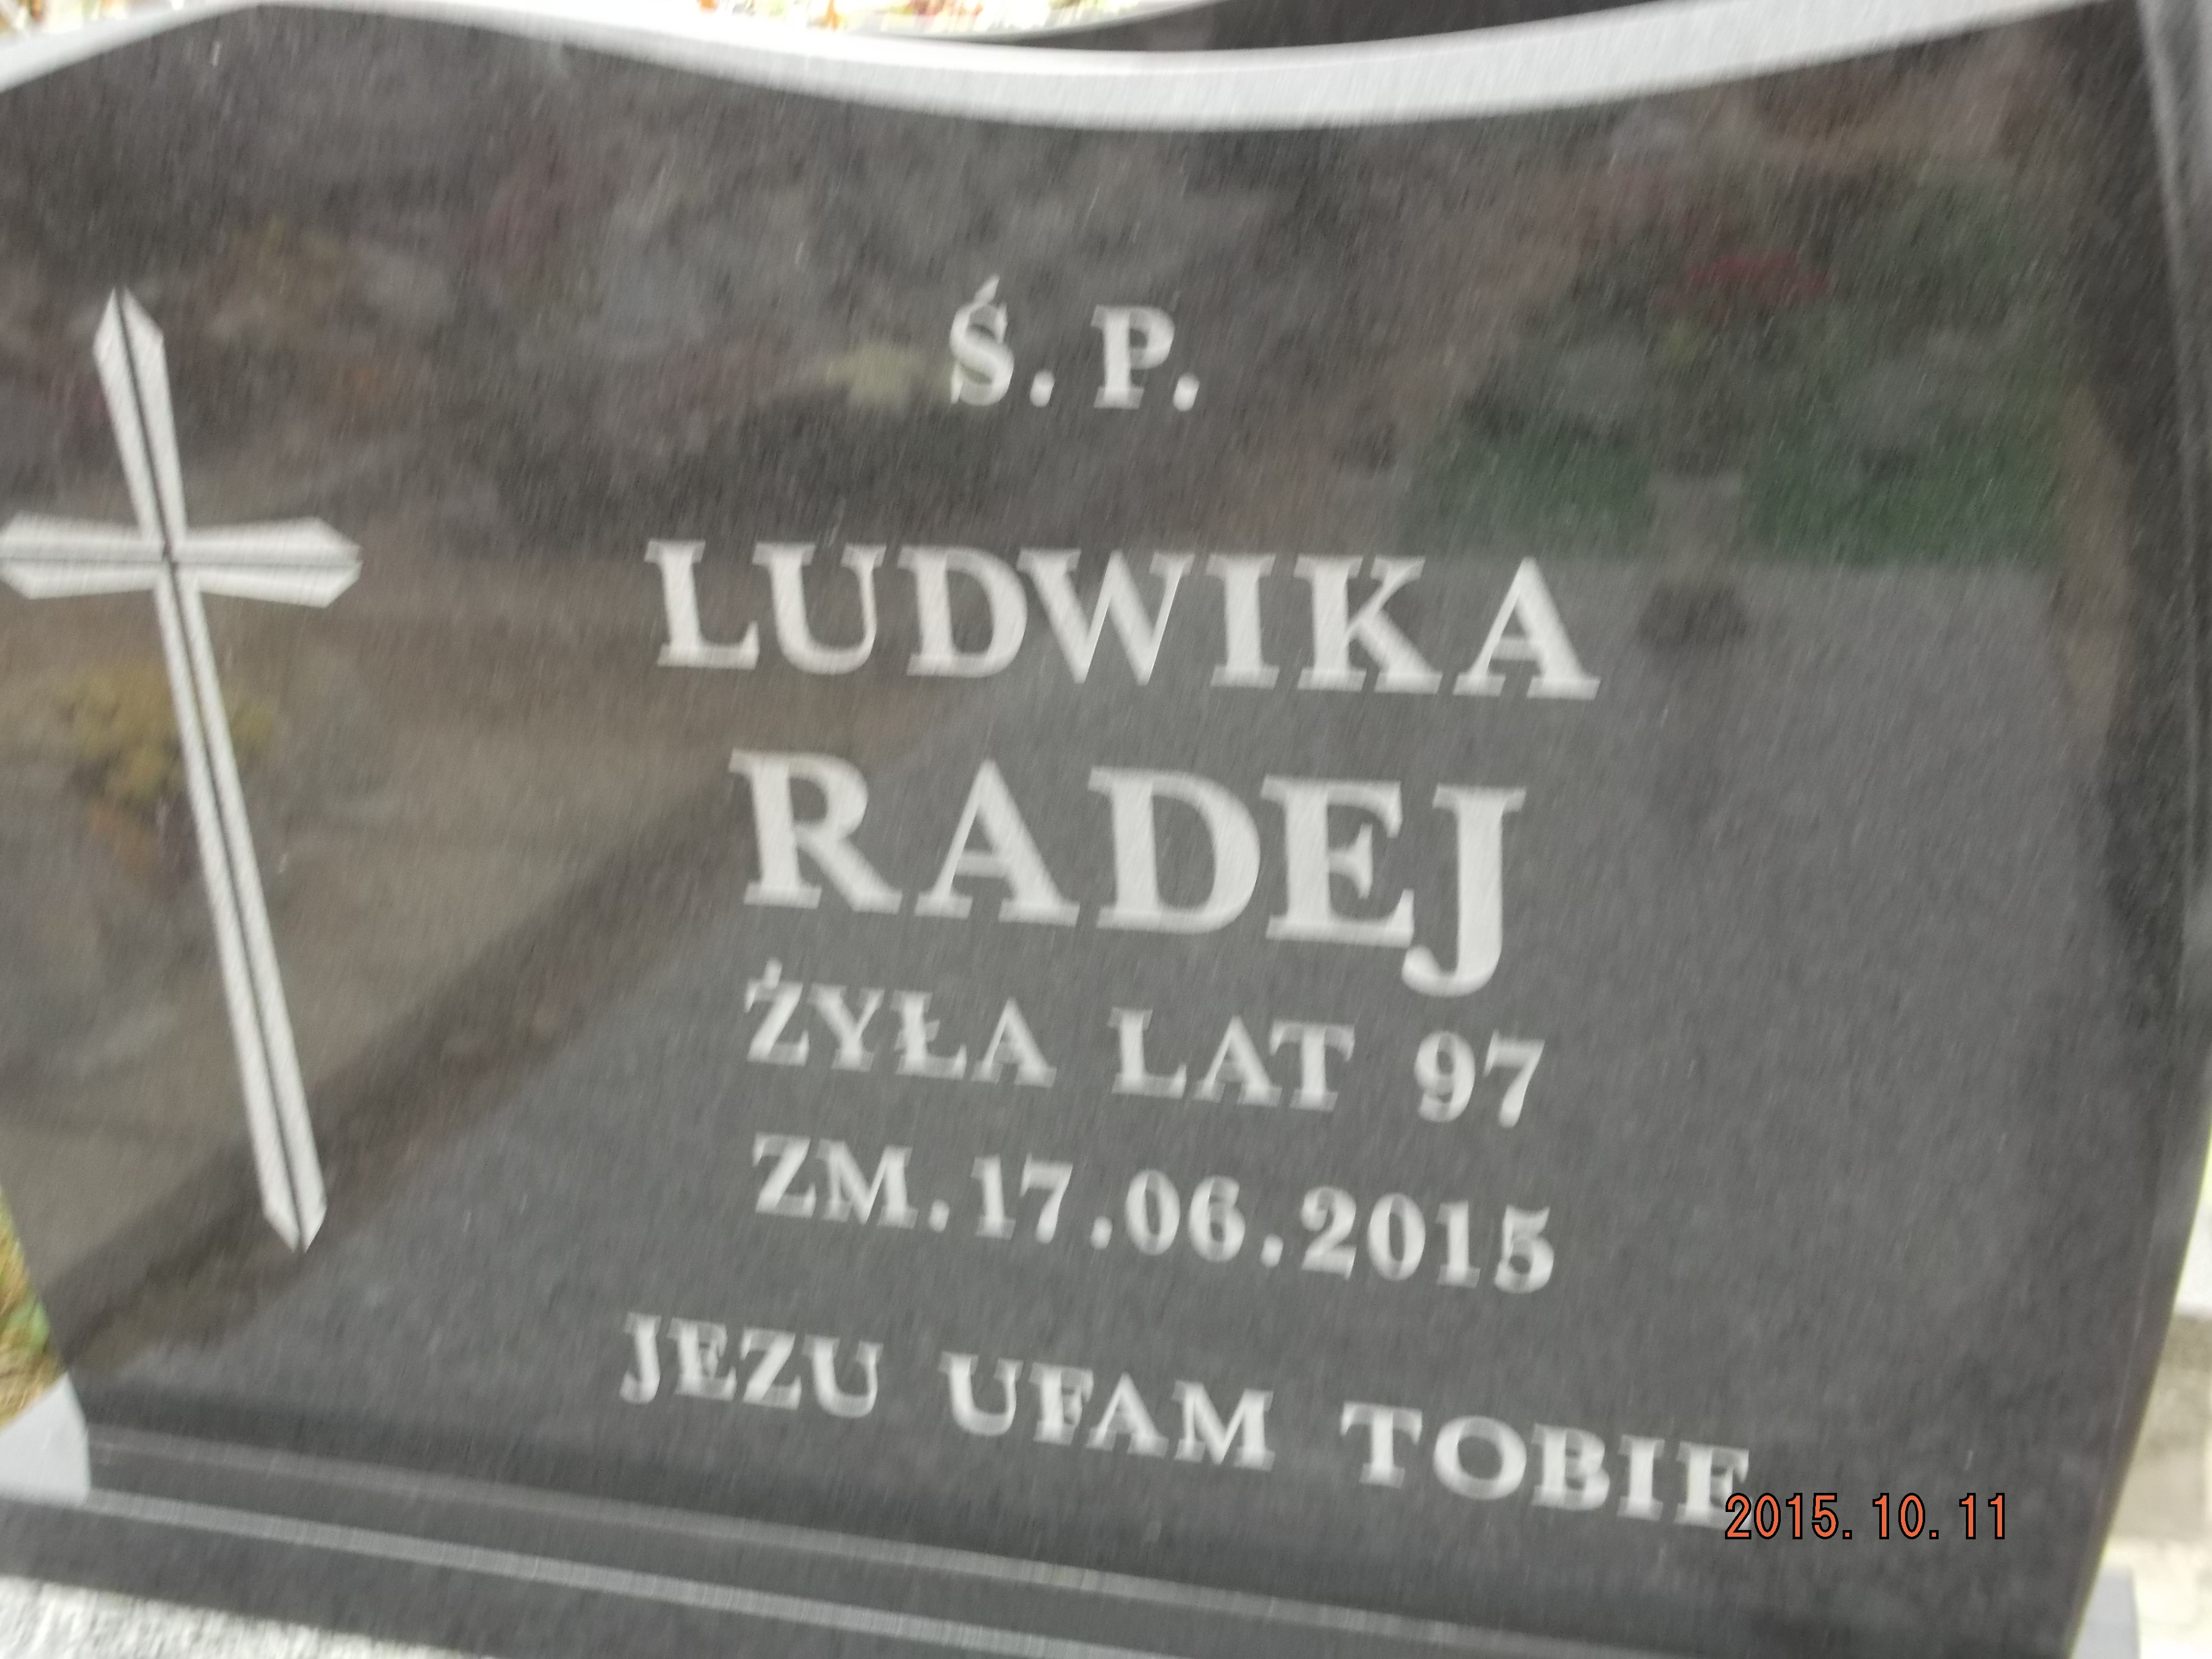 Ś. P.
LUDWIKA
RADEJ
ŻYŁA LAT 97
ZM.17.06.2015
JEZU UFAM TOBIE
2015.10.11